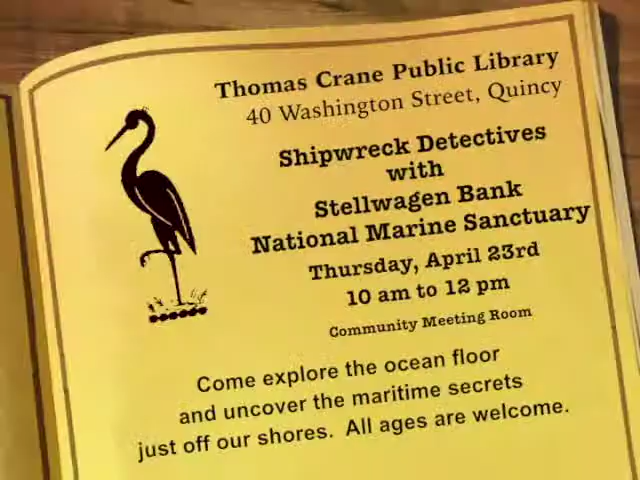 Thomas Crane Public Library
40 Washington Street, Quincy
Shipwreck Detectives
with
Stellwagen Bank
National Marine Sanctuary
Thursday, April 23rd
10 am to 12 pm
Community Meeting Room
Come explore the ocean floor
and uncover the maritime secrets
just off our shores. All ages are welcome.